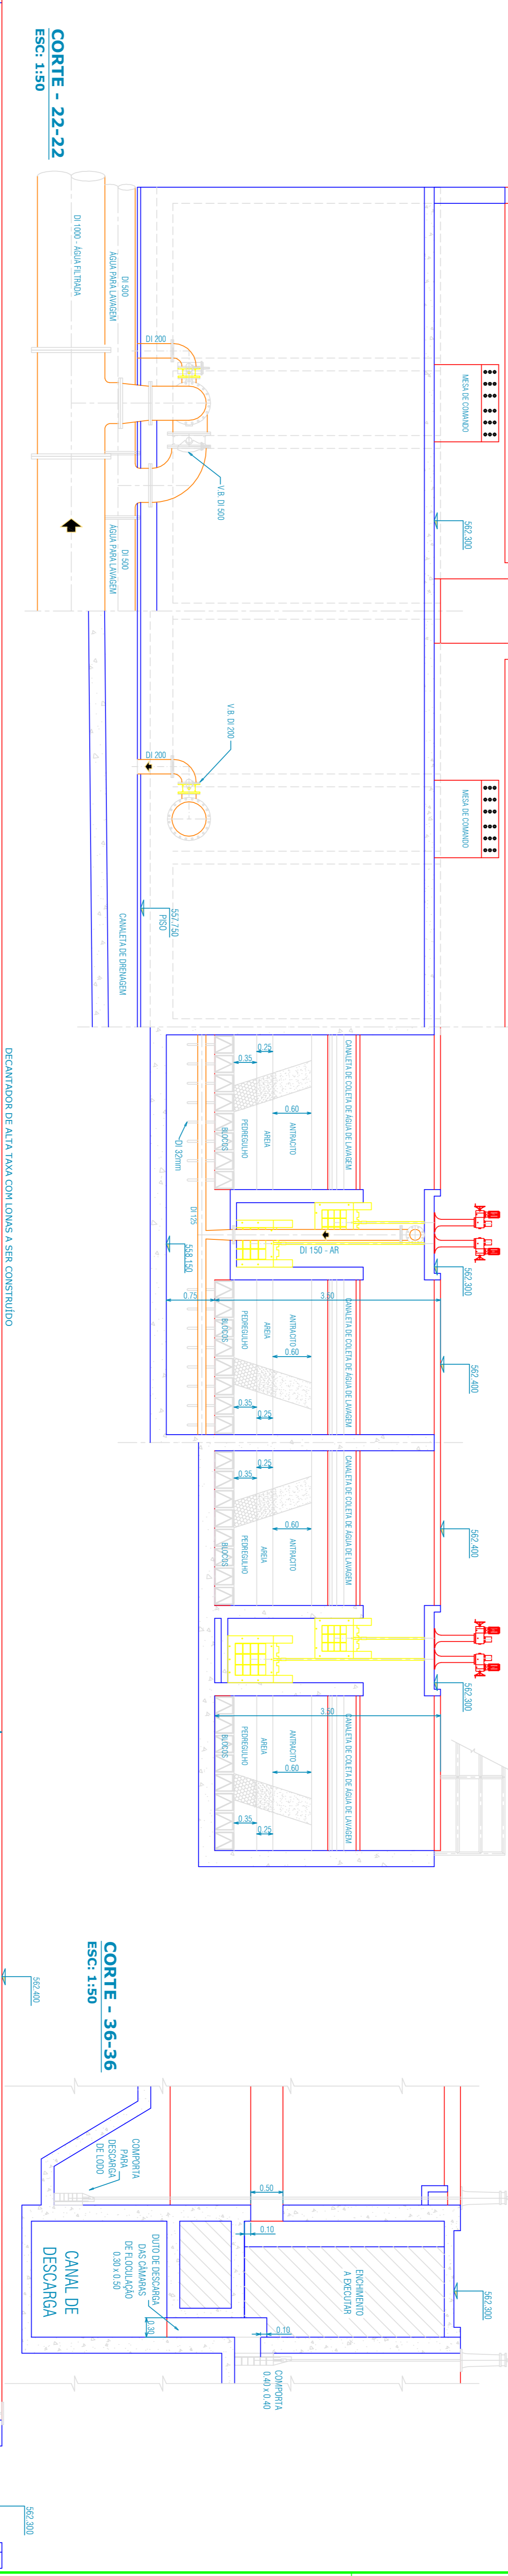 CORTE - 22-22
ESC: 1:50
DI 1000 - ÁGUA FILTRADA
DI 500
ÁGUA PARA LAVAGEM
DI 200
V.B. DI 500
MESA DE COMANDO
562.300
DI 500
ÁGUA PARA LAVAGEM
V.B. DI 200
DI 200
MESA DE COMANDO
557.750
PISO
CANALETA DE DRENAGEM
CANALETA DE COLETA DE ÁGUA DE LAVAGEM
0.25
0.35
0.60
ANTRACITO
AREIA
PEDREGULHO
BLOCOS
DI 32mm
DI 125
558.150
DI 150 - AR
562.300
0.75
3.50
CANALETA DE COLETA DE ÁGUA DE LAVAGEM
ANTRACITO
AREIA
PEDREGULHO
BLOCOS
0.60
0.35
0.25
562.400
CANALETA DE COLETA DE ÁGUA DE LAVAGEM
0.25
0.35
0.60
ANTRACITO
AREIA
PEDREGULHO
BLOCOS
562.400
562.300
3.50
CANALETA DE COLETA DE ÁGUA DE LAVAGEM
ANTRACITO
AREIA
PEDREGULHO
BLOCOS
0.60
0.35
0.25
DECANTADOR DE ALTA TAXA COM LONAS A SER CONSTRUÍDO
CORTE - 36-36
ESC: 1:50
562.400
COMPORTA
PARA
DESCARGA
DE LODO
0.50
0.10
ENCHIMENTO
A EXECUTAR
562.300
DUTO DE DESCARGA
DAS CÂMARAS
DE FLOCULAÇÃO
0.30 x 0.50
CANAL DE
DESCARGA
0.30
0.10
COMPORTA
0.40 x 0.40
562.300